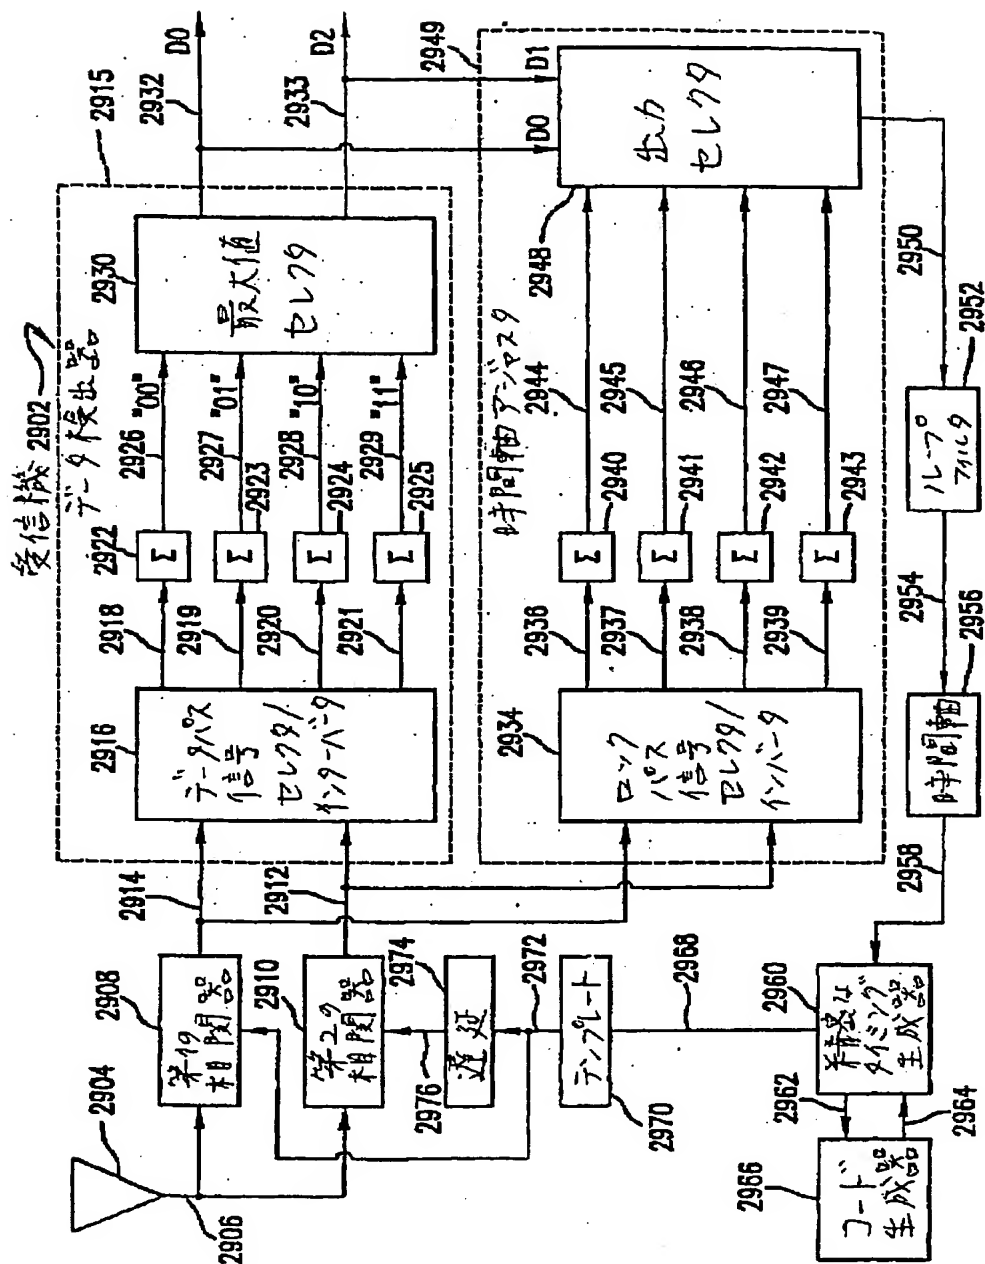 受信機 2902
データ検出器
2915
2904
2906
2908
第1の
相関器
2914
2910
第2の
相関器
2912
2974
遅延
2976
2972
テンプレート
2970
2968
2916
データパス
信号
セレクタ/
インターバータ
2918
2919
2920
2921
2922
Σ
2923
Σ
2924
Σ
2925
Σ
2926
"00"
2927
"01"
2928
"10"
2929
"11"
2930
最大値
セレクタ
2932
D0
2933
D2
2949
時間軸アジャスタ
2934
ロック
パス
信号
セレクタ/
インバータ
2936
2937
2938
2939
Σ
2940
Σ
2941
Σ
2942
Σ
2943
2944
2945
2946
2947
2948
出力
セレクタ
D0
D1
2950
2952
ループ
フィルタ
2954
2956
時間軸
2958
2960
精密な
タイミング
生成器
2962
2964
2966
コード
生成器